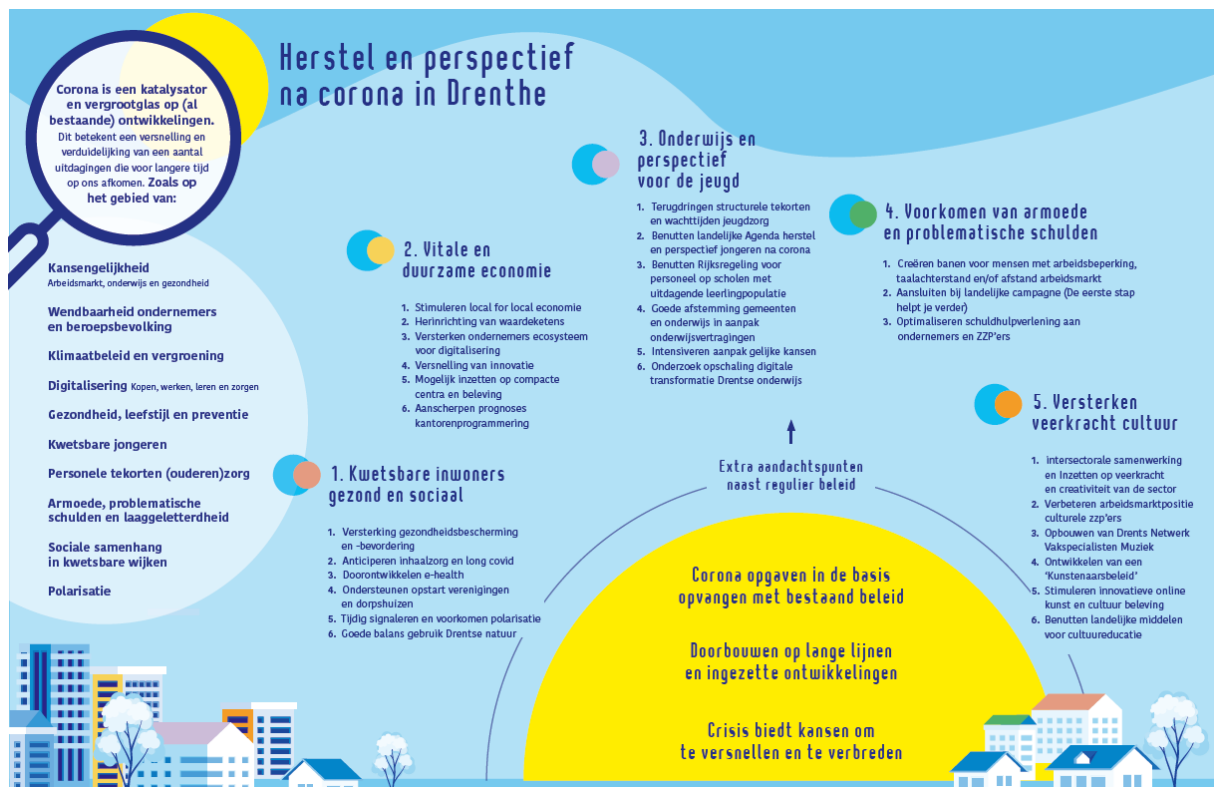 Herstel en perspectief
na corona in Drenthe
Corona is een katalysator
en vergrootglas op (al
bestaande) ontwikkelingen.
Dit betekent een versnelling en
verduidelijking van een aantal
uitdagingen die voor langere tijd
op ons afkomen. Zoals op
het gebied van:
Kansengelijkheid
Arbeidsmarkt, onderwijs en gezondheid
Wendbaarheid ondernemers
en beroepsbevolking
Klimaatbeleid en vergroening
Digitalisering Kopen, werken, leren en zorgen
Gezondheid, leefstijl en preventie
Kwetsbare jongeren
Personele tekorten (ouderen)zorg
Armoede, problematische
schulden en laaggeletterdheid
Sociale samenhang
in kwetsbare wijken
Polarisatie
1. Kwetsbare inwoners
gezond en sociaal
1. Versterking gezondheidsbescherming
en -bevordering
2. Anticiperen inhaalzorg en long covid
3. Doorontwikkelen e-health
4. Ondersteunen opstart verenigingen
en dorpshuizen
5. Tijdig signaleren en voorkomen polarisatie
6. Goede balans gebruik Drentse natuur
2. Vitale en
duurzame economie
1. Stimuleren local for local economie
2. Herinrichting van waardeketens
3. Versterken ondernemers ecosysteem
voor digitalisering
4. Versnelling van innovatie
5. Mogelijk inzetten op compacte
centra en beleving
6. Aanscherpen prognoses
kantorenprogrammering
3. Onderwijs en
perspectief
voor de jeugd
1. Terugdringen structurele tekorten
en wachttijden jeugdzorg
2. Benutten landelijke Agenda herstel
en perspectief jongeren na corona
3. Benutten Rijksregeling voor
personeel op scholen met
uitdagende leerlingpopulatie
4. Goede afstemming gemeenten
en onderwijs in aanpak
onderwijsvertragingen
5. Intensiveren aanpak gelijke kansen
6. Onderzoek opschaling digitale
transformatie Drentse onderwijs
4. Voorkomen van armoede
en problematische schulden
1. Creëren banen voor mensen met arbeidsbeperking,
taalachterstand en/of afstand arbeidsmarkt
2. Aansluiten bij landelijke campagne (De eerste stap
helpt je verder)
3. Optimaliseren schuldhulpverlening aan
ondernemers en ZZP'ers
5. Versterken
veerkracht cultuur
1. intersectorale samenwerking
en Inzetten op veerkracht
en creativiteit van de sector
2. Verbeteren arbeidsmarktpositie
culturele zzp'ers
3. Opbouwen van Drents Netwerk
Vakspecialisten Muziek
4. Ontwikkelen van een
'Kunstenaarsbeleid'
5. Stimuleren innovatieve online
kunst en cultuur beleving
6. Benutten landelijke middelen
voor cultuureducatie
Extra aandachtspunten
naast regulier beleid
Corona opgaven in de basis
opvangen met bestaand beleid
Doorbouwen op lange lijnen
en ingezette ontwikkelingen
Crisis biedt kansen om
te versnellen en te verbreden